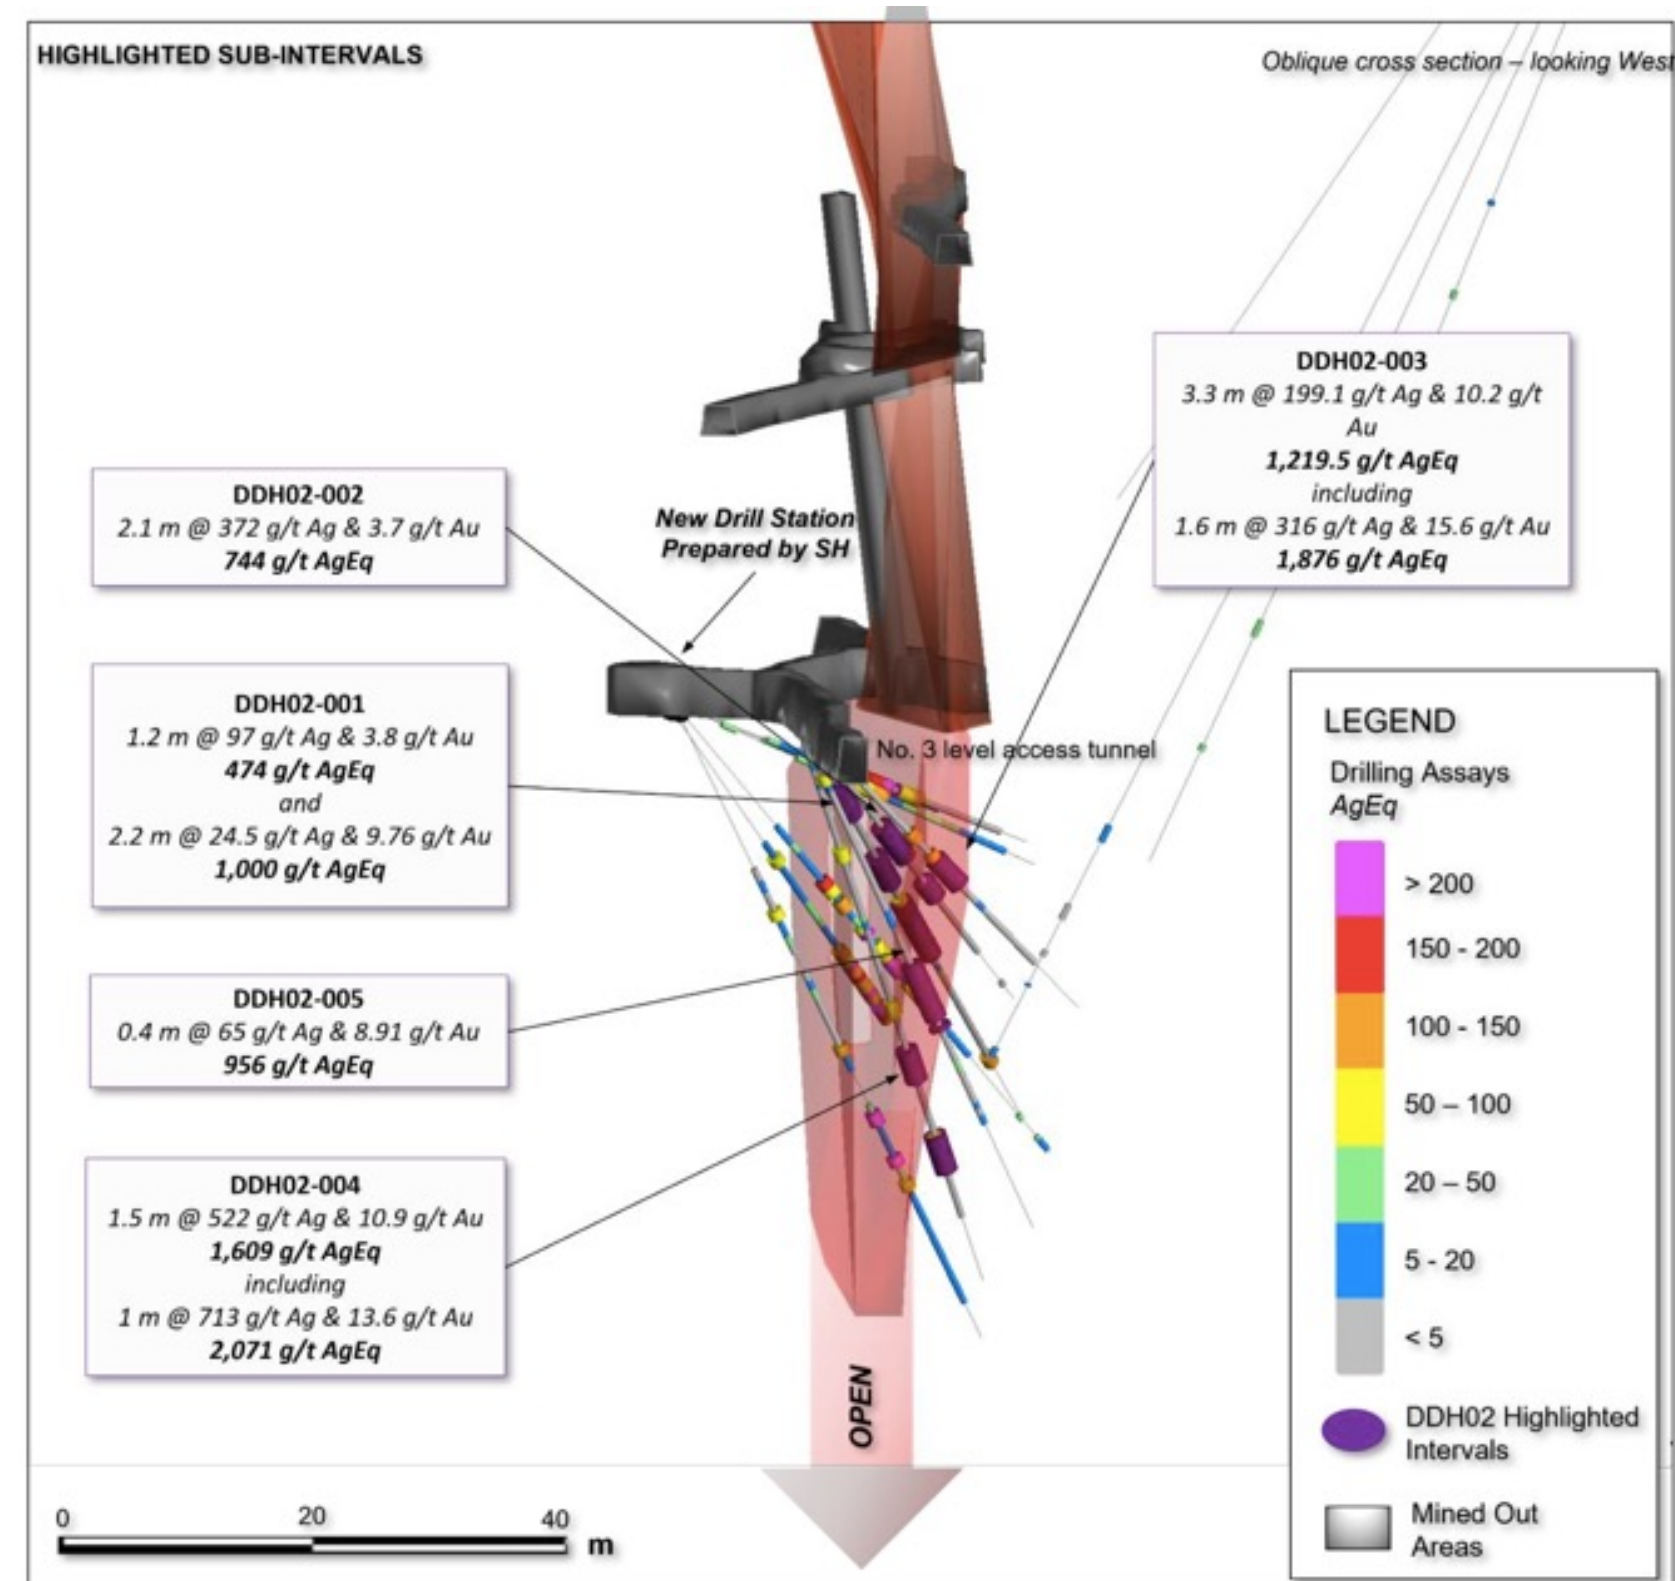 HIGHLIGHTED SUB-INTERVALS
Oblique cross section – looking West
DDH02-003
3.3 m @ 199.1 g/t Ag & 10.2 g/t
Au
1,219.5 g/t AgEq
including
1.6 m @ 316 g/t Ag & 15.6 g/t Au
1,876 g/t AgEq
DDH02-002
2.1 m @ 372 g/t Ag & 3.7 g/t Au
744 g/t AgEq
New Drill Station
Prepared by SH
DDH02-001
1.2 m @ 97 g/t Ag & 3.8 g/t Au
474 g/t AgEq
and
2.2 m @ 24.5 g/t Ag & 9.76 g/t Au
1,000 g/t AgEq
No. 3 level access tunnel
DDH02-005
0.4 m @ 65 g/t Ag & 8.91 g/t Au
956 g/t AgEq
DDH02-004
1.5 m @ 522 g/t Ag & 10.9 g/t Au
1,609 g/t AgEq
including
1 m @ 713 g/t Ag & 13.6 g/t Au
2,071 g/t AgEq
OPEN
LEGEND
Drilling Assays
AgEq
> 200
150 - 200
100 - 150
50 – 100
20 – 50
5 - 20
< 5
DDH02 Highlighted
Intervals
Mined Out
Areas
0 20 40
m